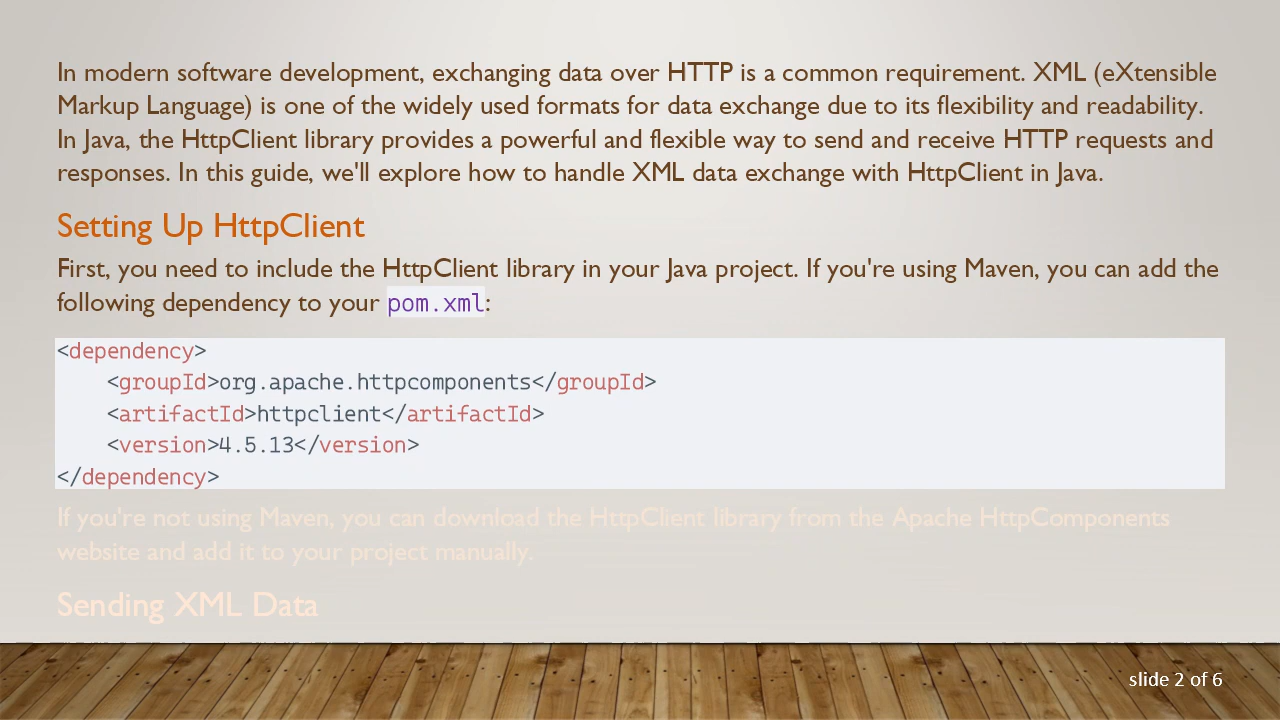 In modern software development, exchanging data over HTTP is a common requirement. XML (eXtensible
Markup Language) is one of the widely used formats for data exchange due to its flexibility and readability.
In Java, the HttpClient library provides a powerful and flexible way to send and receive HTTP requests and
responses. In this guide, we'll explore how to handle XML data exchange with HttpClient in Java.
Setting Up HttpClient
First, you need to include the HttpClient library in your Java project. If you're using Maven, you can add the
following dependency to your pom.xml:
<dependency>
    <groupId>org.apache.httpcomponents</groupId>
    <artifactId>httpclient</artifactId>
    <version>4.5.13</version>
</dependency>
If you're not using Maven, you can download the HttpClient library from the Apache HttpComponents
website and add it to your project manually.
Sending XML Data
slide 2 of 6